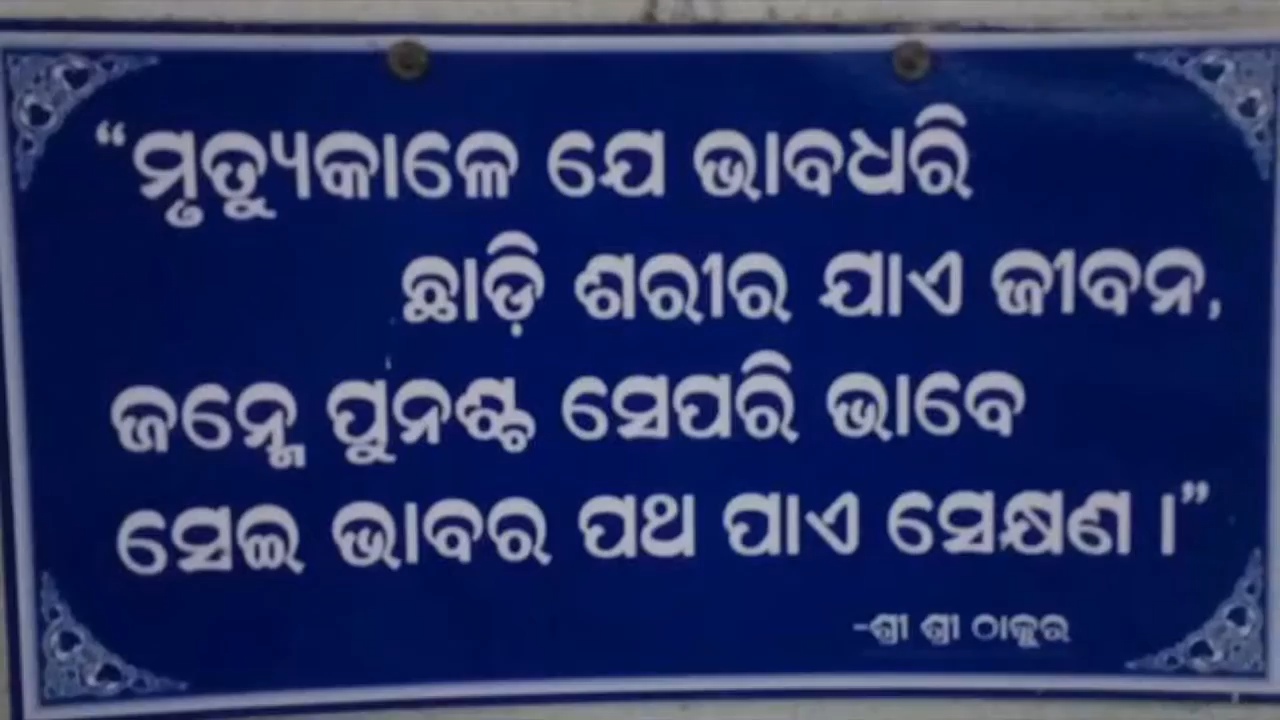 “ମୃତ୍ୟୁକାଳେ ଯେ ଭାବଧରି
ଛାଡ଼ି ଶରୀର ଯାଏ ଜୀବନ,
ଜନ୍ମେ ପୁନଶ୍ଚ ସେପରି ଭାବେ
ସେଇ ଭାବର ପଥ ପାଏ ସେକ୍ଷଣ ।”
-ଶ୍ରୀ ଶ୍ରୀ ଠାକୁର